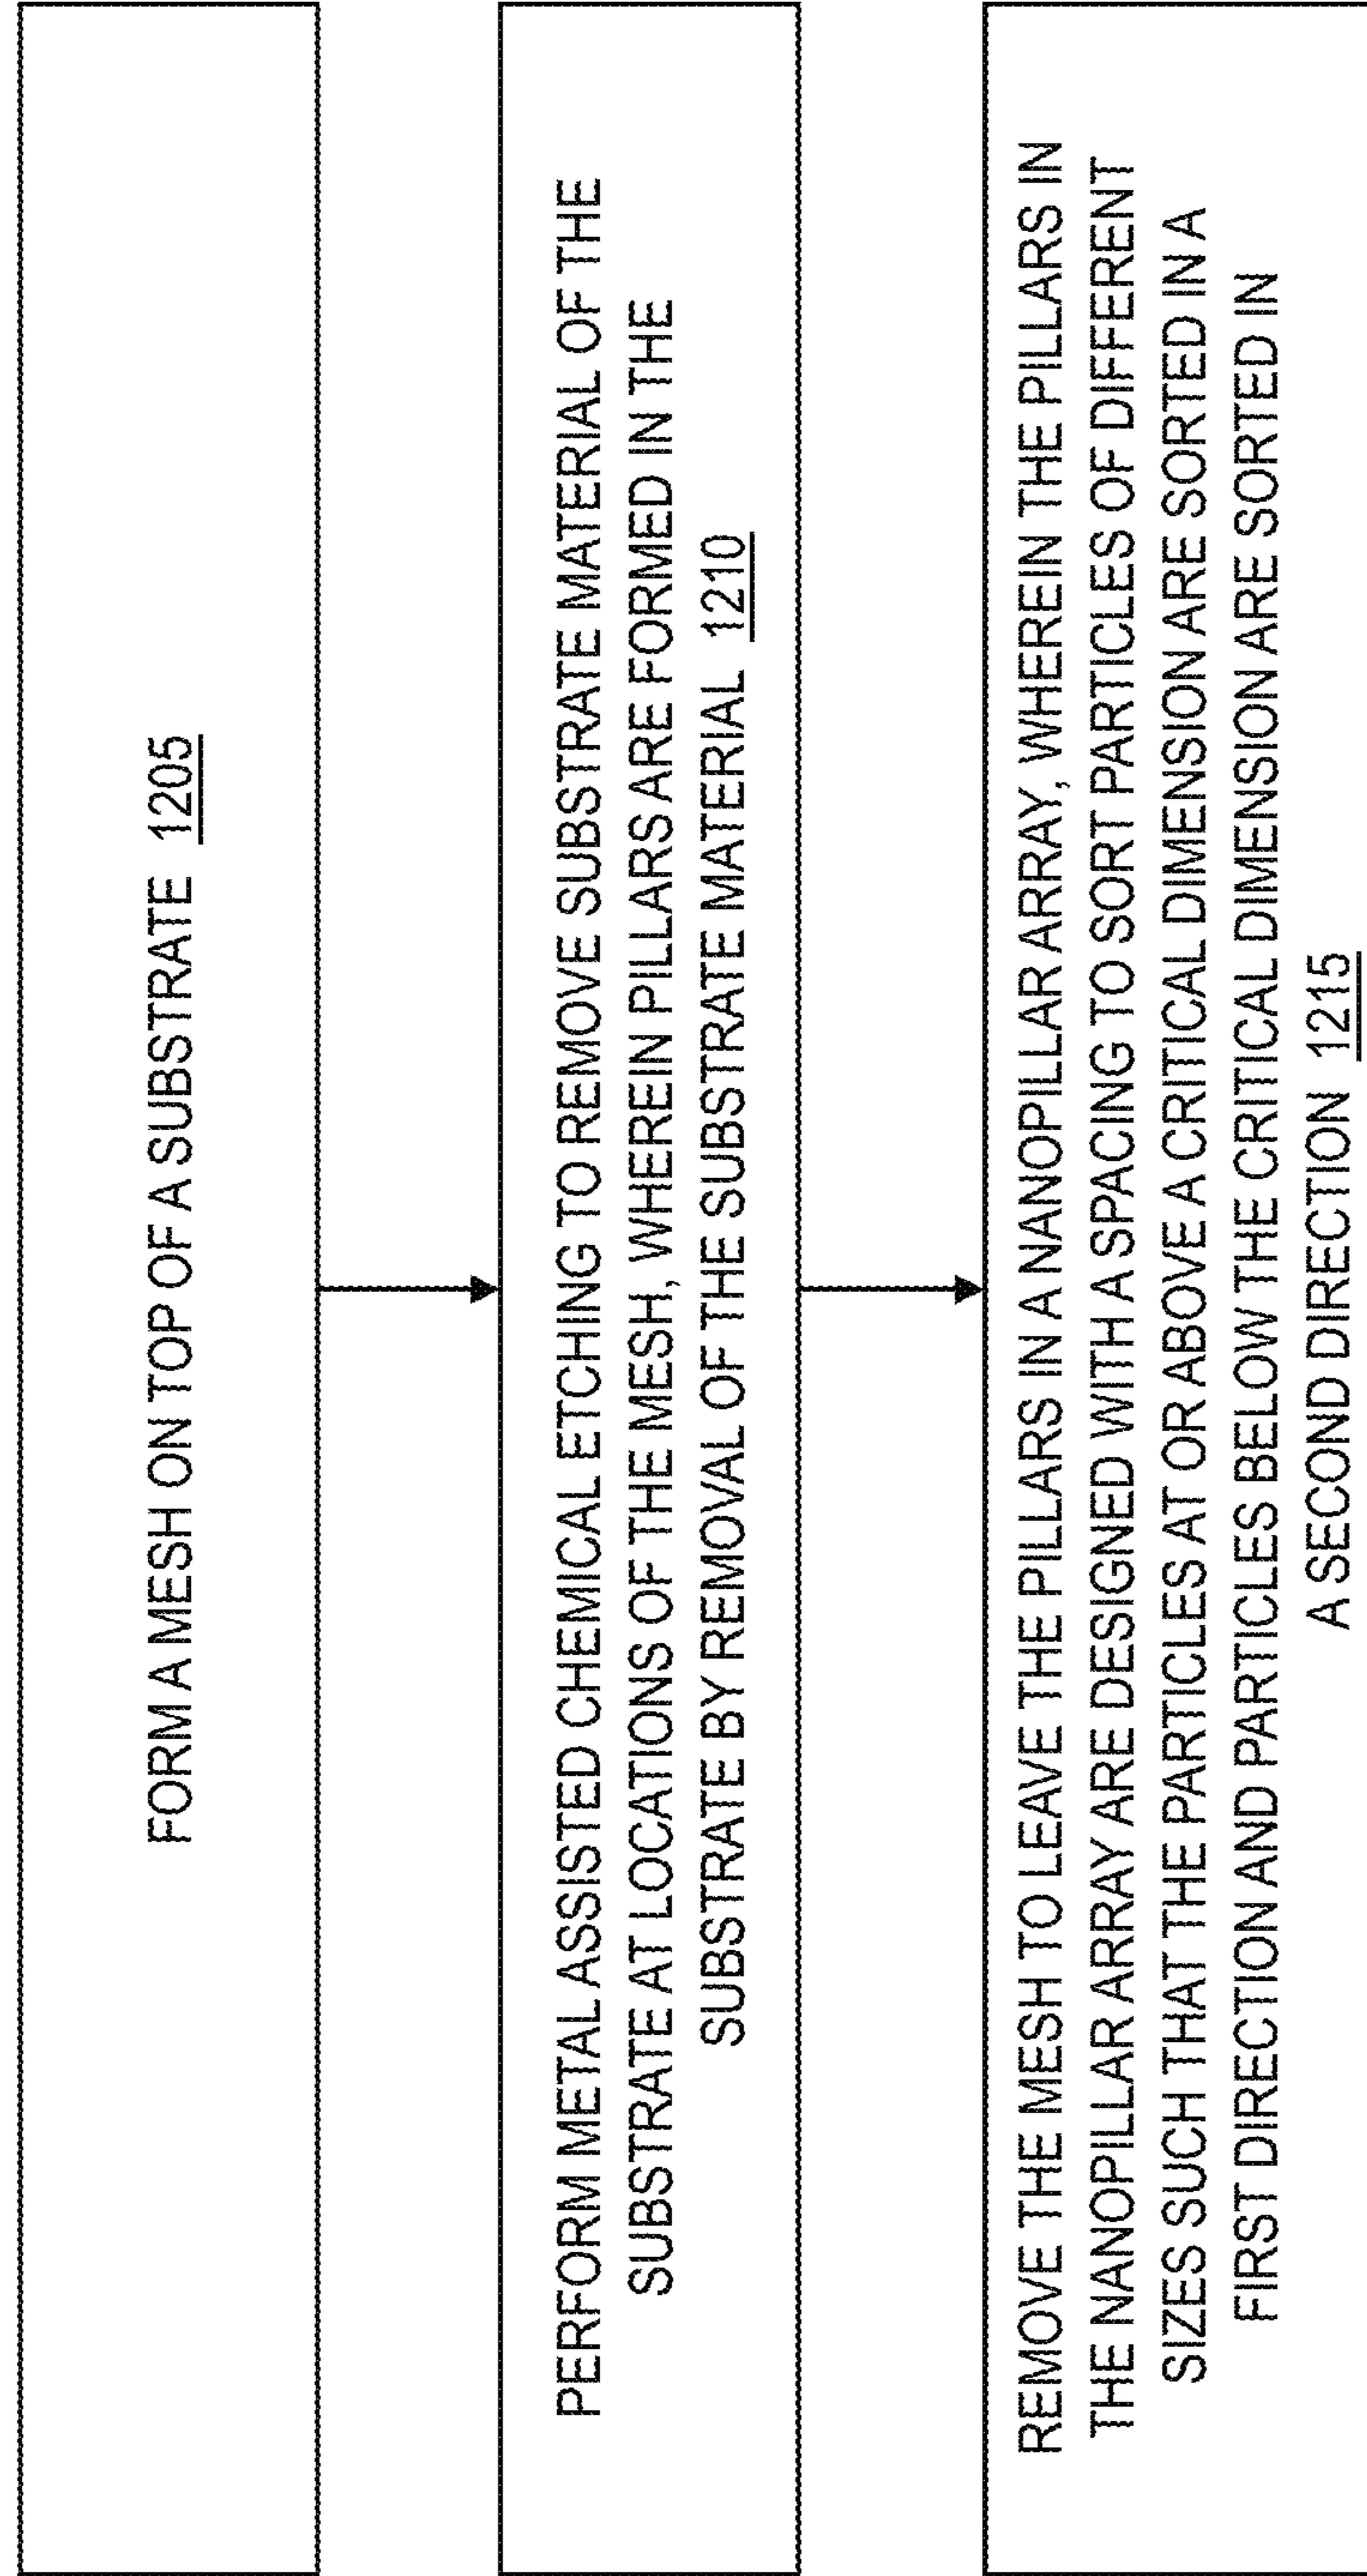 FORM A MESH ON TOP OF A SUBSTRATE 1205
PERFORM METAL ASSISTED CHEMICAL ETCHING TO REMOVE SUBSTRATE MATERIAL OF THE
SUBSTRATE AT LOCATIONS OF THE MESH, WHEREIN PILLARS ARE FORMED IN THE
SUBSTRATE BY REMOVAL OF THE SUBSTRATE MATERIAL 1210
REMOVE THE MESH TO LEAVE THE PILLARS IN A NANOPILLAR ARRAY, WHEREIN THE PILLARS IN
THE NANOPILLAR ARRAY ARE DESIGNED WITH A SPACING TO SORT PARTICLES OF DIFFERENT
SIZES SUCH THAT THE PARTICLES AT OR ABOVE A CRITICAL DIMENSION ARE SORTED IN A
FIRST DIRECTION AND PARTICLES BELOW THE CRITICAL DIMENSION ARE SORTED IN
A SECOND DIRECTION 1215